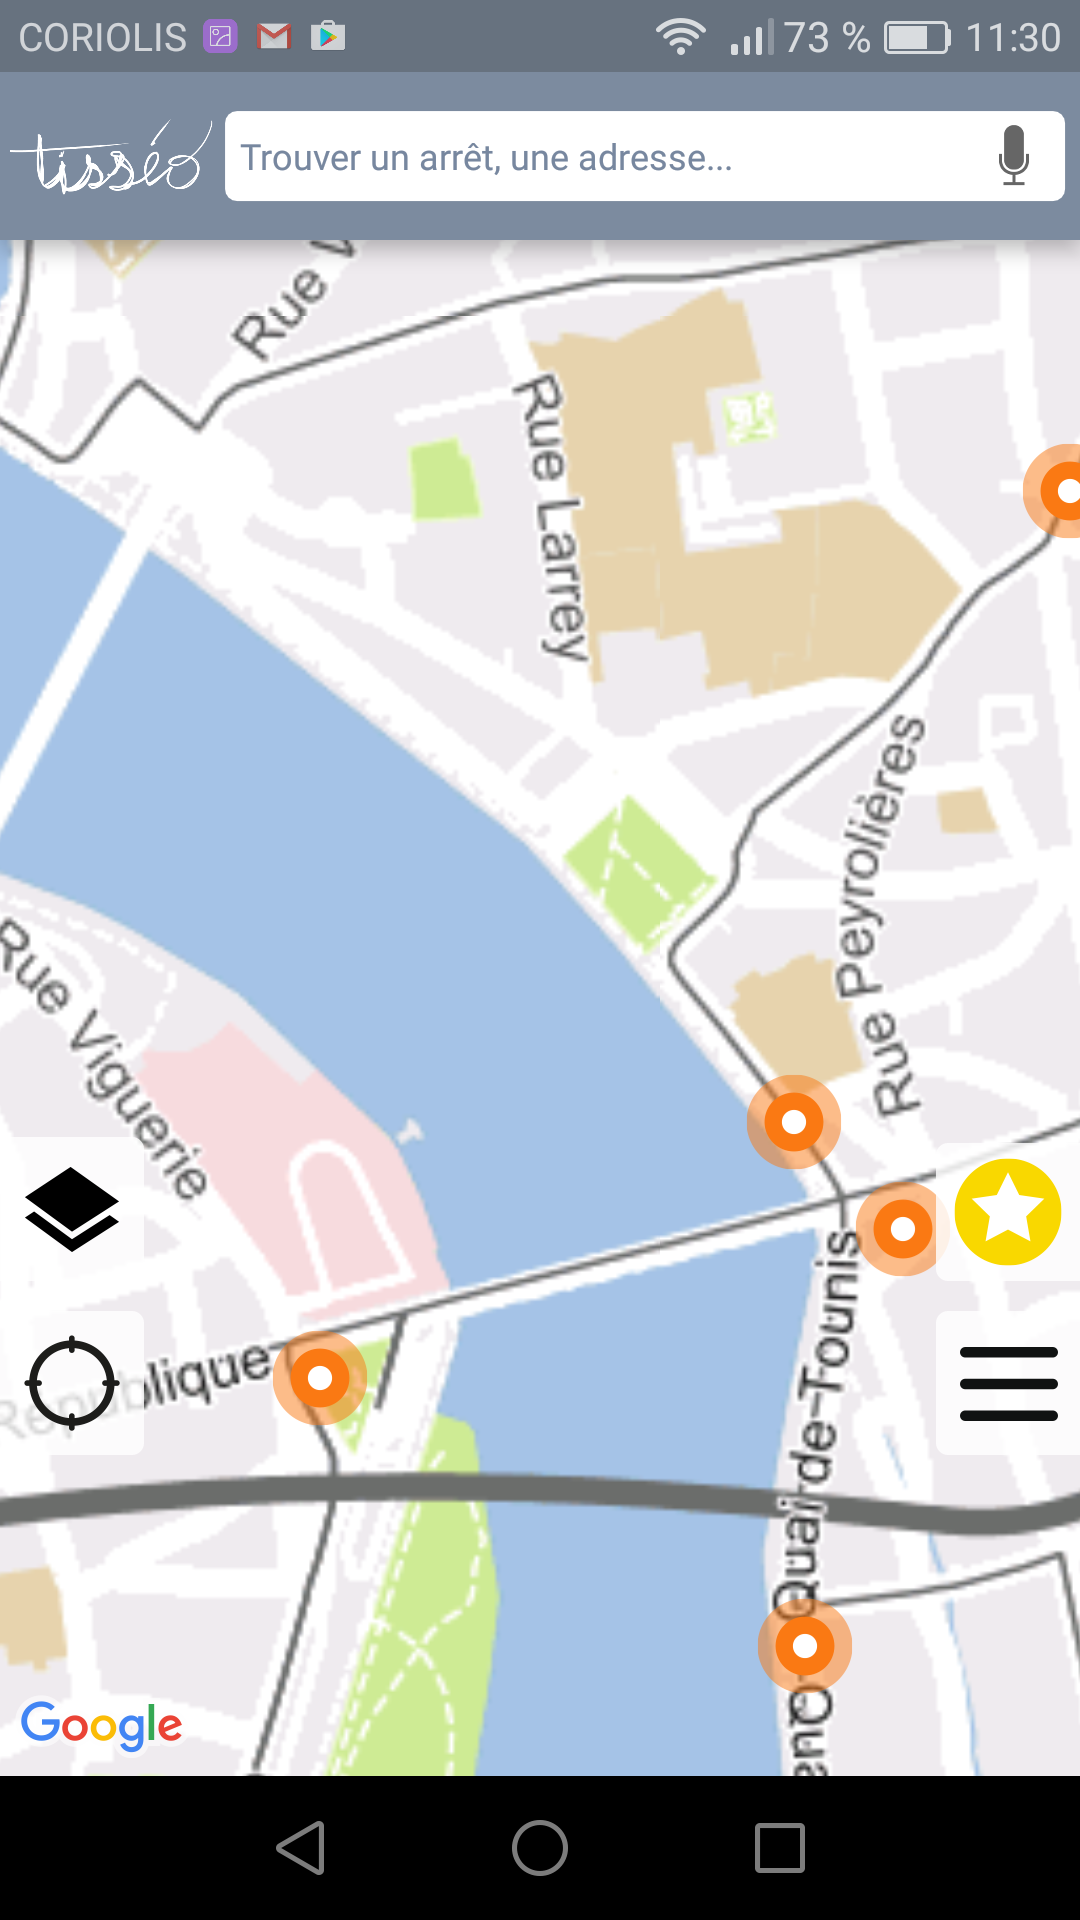 CORIOLIS 73 % 11:30
tisséo Trouver un arrêt, une adresse...
Rue
Rue Larrey
Rue Peyrolières
Rue Viguerie
République
Quai-de-Tounis
Google